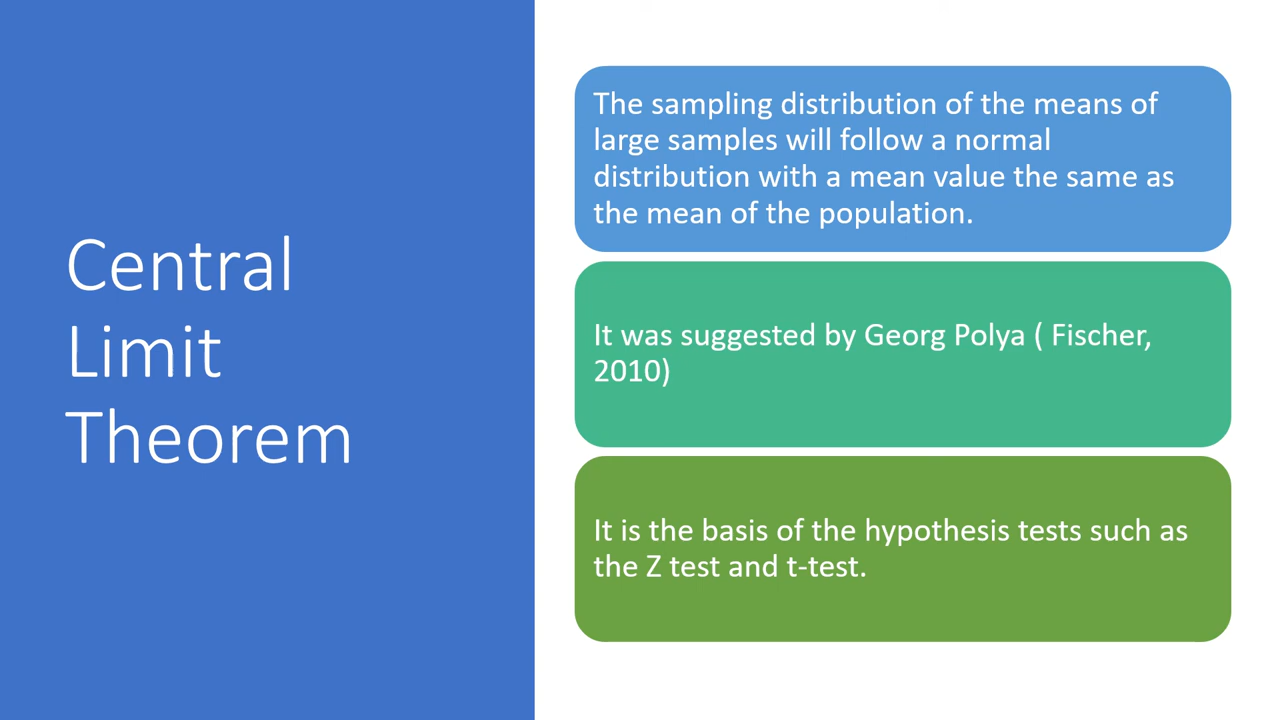 Central
Limit
Theorem
The sampling distribution of the means of
large samples will follow a normal
distribution with a mean value the same as
the mean of the population.
It was suggested by Georg Polya ( Fischer,
2010)
It is the basis of the hypothesis tests such as
the Z test and t-test.